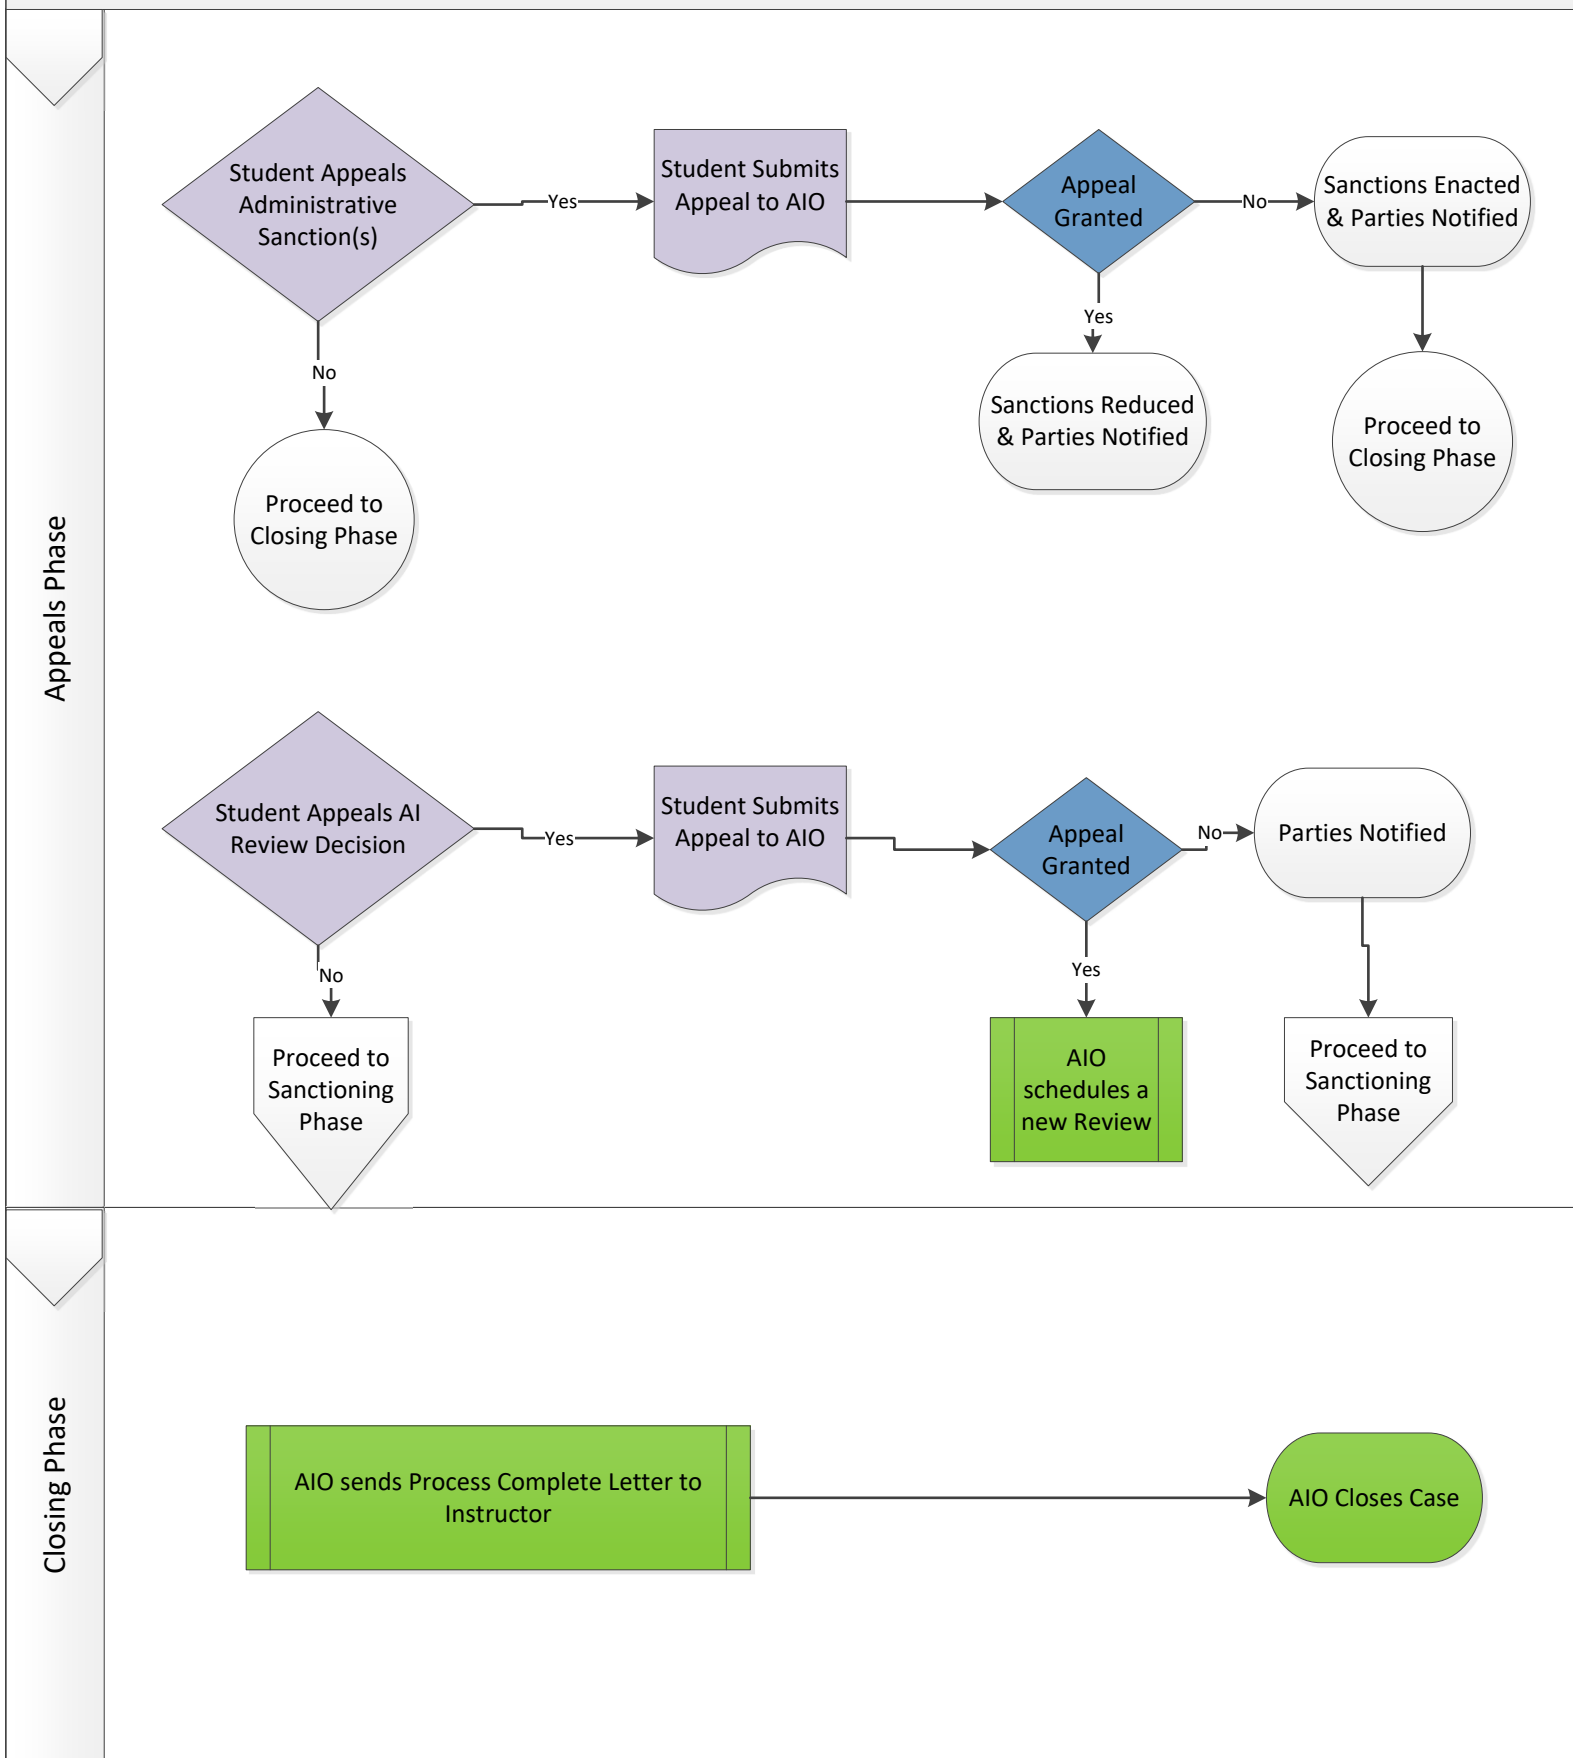 Appeals Phase
Student Appeals
Administrative
Sanction(s)
Yes
Student Submits
Appeal to AIO
Appeal
Granted
No
Sanctions Enacted
& Parties Notified
Yes
No
Sanctions Reduced
& Parties Notified
Proceed to
Closing Phase
Proceed to
Closing Phase
Student Appeals AI
Review Decision
Yes
Student Submits
Appeal to AIO
Appeal
Granted
No
Parties Notified
No
Yes
Proceed to
Sanctioning
Phase
AIO
schedules a
new Review
Proceed to
Sanctioning
Phase
Closing Phase
AIO sends Process Complete Letter to
Instructor
AIO Closes Case